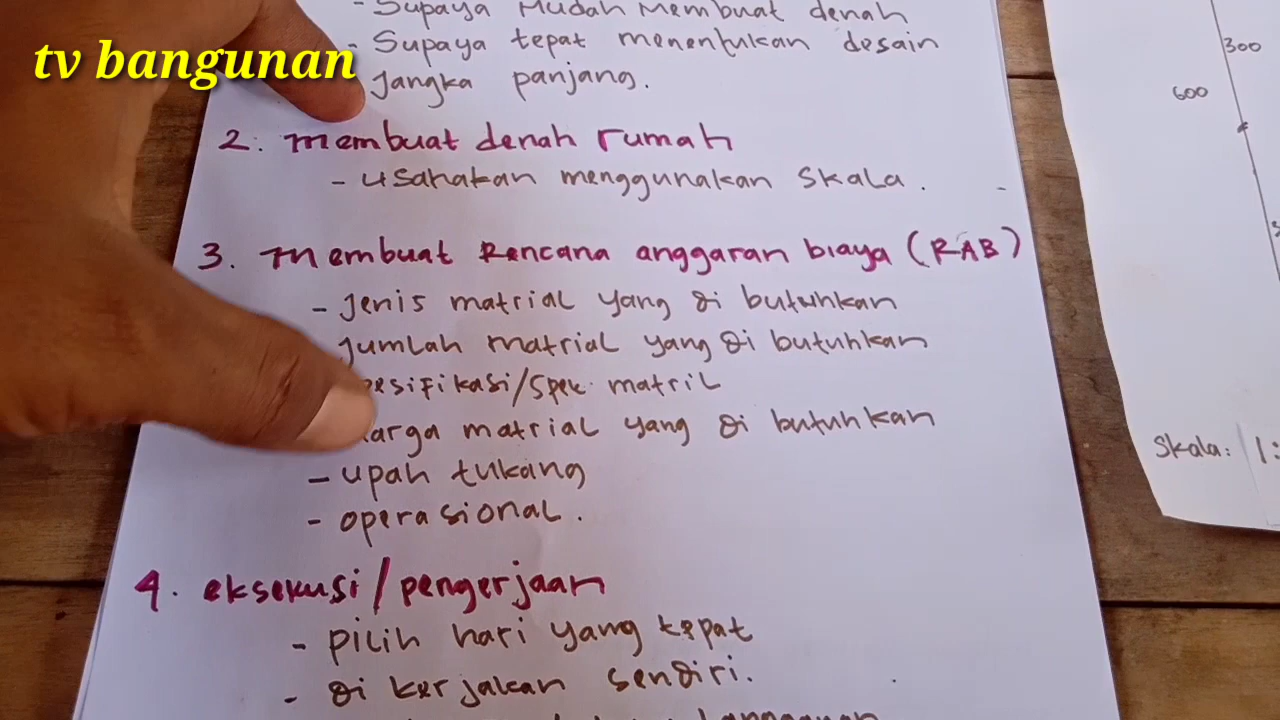 tv bangunan
- Supaya Mudah Membuat denah
- Supaya tepat menentukan desain
jangka panjang.
2. membuat denah rumah
- usahakan menggunakan skala.
3. membuat Rencana anggaran biaya (RAB)
- jenis matrial yang di butuhkan
jumlah matrial yang di butuhkan
/spek. matril
matrial yang di butuhkan
- upah tukang
- operasional.
4. eksekusi/pengerjaan
- pilih hari yang tepat
- di kerjakan sendiri.
300
600
Skala: 1: